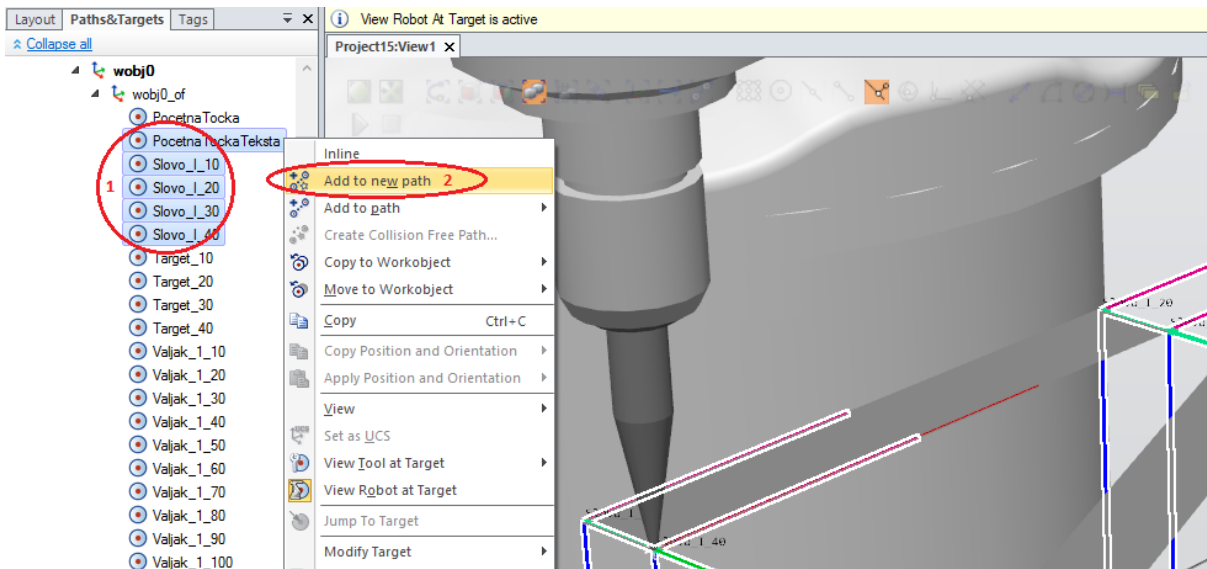 Layout Paths&Targets Tags
View Robot At Target is active
Collapse all
Project15:View1
wobj0
wobj0_of
PocetnaTocka
PocetnaTockaTeksta
Slovo_I_10
1
Slovo_I_20
Slovo_I_30
Slovo_I_40
Target_10
Target_20
Target_30
Target_40
Valjak_1_10
Valjak_1_20
Valjak_1_30
Valjak_1_40
Valjak_1_50
Valjak_1_60
Valjak_1_70
Valjak_1_80
Valjak_1_90
Valjak_1_100
Inline
Add to new path 2
Add to path
Create Collision Free Path...
Copy to Workobject
Move to Workobject
Copy Ctrl+C
Copy Position and Orientation
Apply Position and Orientation
View
Set as UCS
View Tool at Target
View Robot at Target
Jump To Target
Modify Target